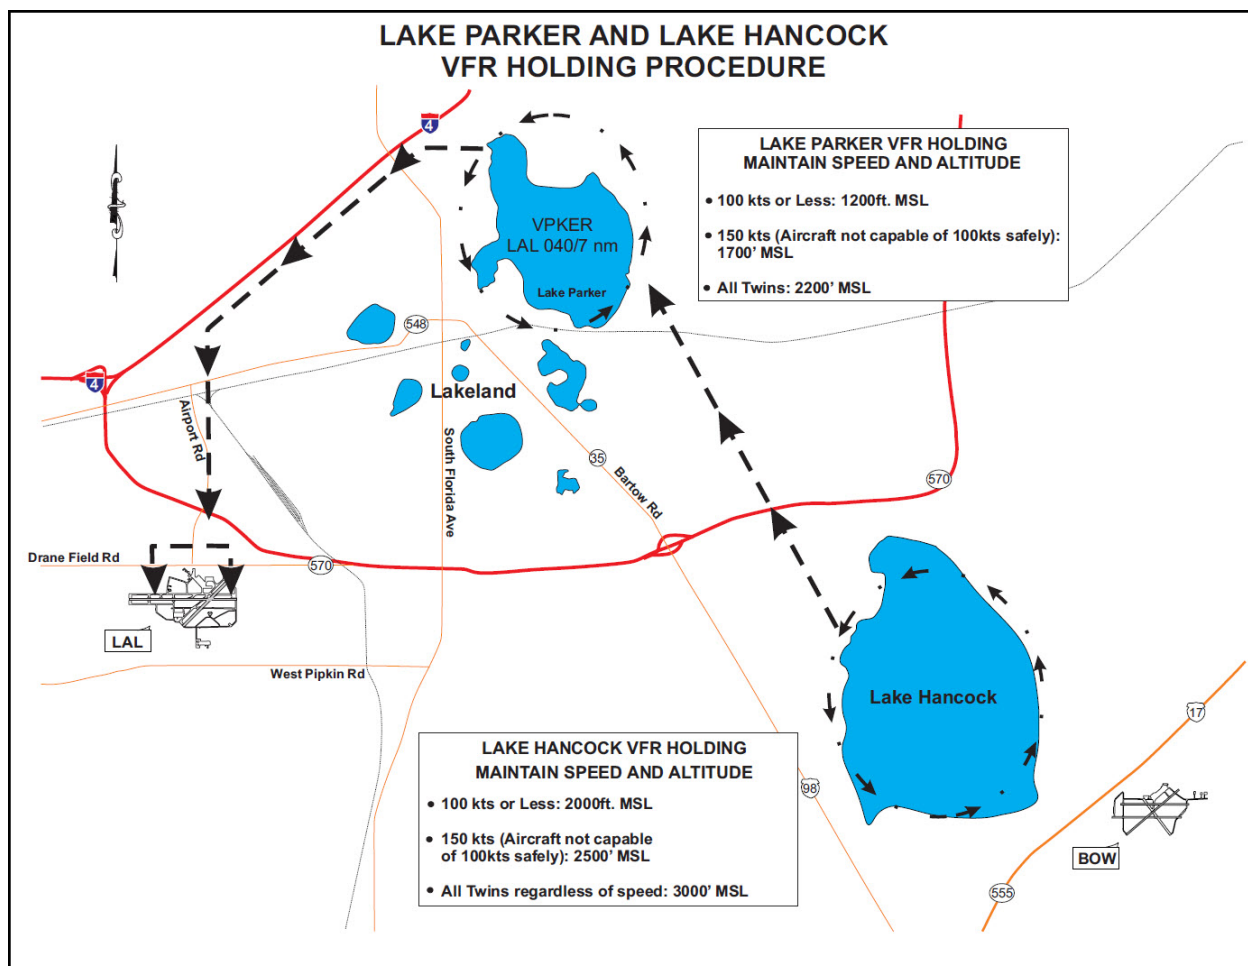 LAKE PARKER AND LAKE HANCOCK
VFR HOLDING PROCEDURE
4
LAKE PARKER VFR HOLDING
MAINTAIN SPEED AND ALTITUDE
• 100 kts or Less: 1200ft. MSL
• 150 kts (Aircraft not capable of 100kts safely):
1700' MSL
• All Twins: 2200' MSL
VPKER
LAL 040/7 nm
Lake Parker
548
4
Lakeland
Airport Rd
South Florida Ave
35
Bartow Rd
570
570
Drane Field Rd
LAL
West Pipkin Rd
Lake Hancock
17
98
BOW
555
LAKE HANCOCK VFR HOLDING
MAINTAIN SPEED AND ALTITUDE
• 100 kts or Less: 2000ft. MSL
• 150 kts (Aircraft not capable
of 100kts safely): 2500' MSL
• All Twins regardless of speed: 3000' MSL